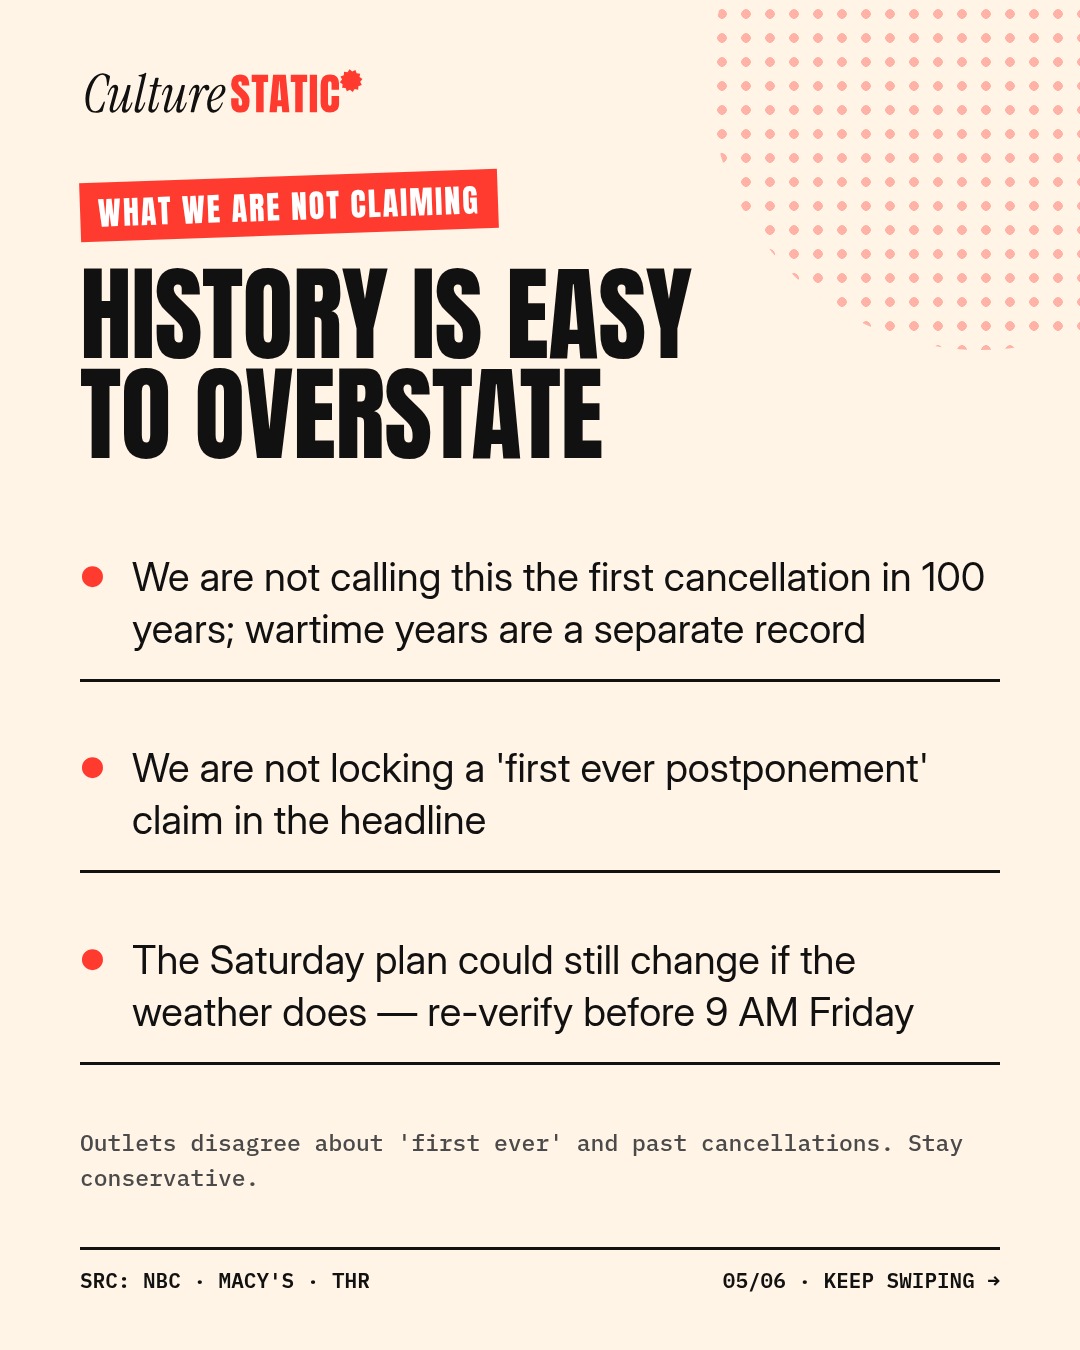 Culture STATIC
WHAT WE ARE NOT CLAIMING
HISTORY IS EASY
TO OVERSTATE
We are not calling this the first cancellation in 100
years; wartime years are a separate record
We are not locking a 'first ever postponement'
claim in the headline
The Saturday plan could still change if the
weather does — re-verify before 9 AM Friday
Outlets disagree about 'first ever' and past cancellations. Stay
conservative.
SRC: NBC · MACY'S · THR
05/06 · KEEP SWIPING →